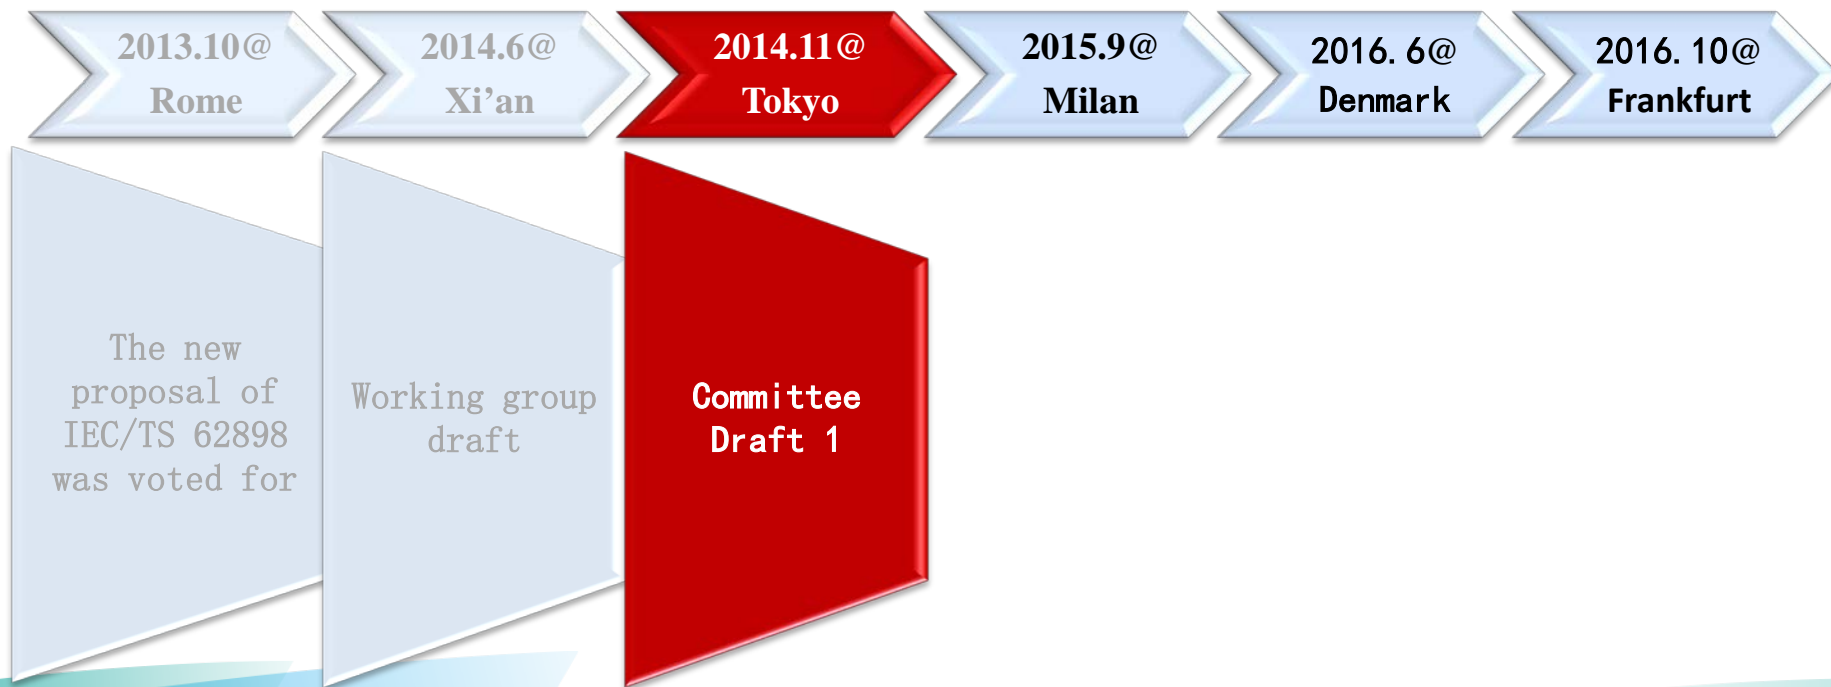 2013.10@
Rome
2014.6@
Xi’an
2014.11@
Tokyo
2015.9@
Milan
2016.6@
Denmark
2016.10@
Frankfurt
The new
proposal of
IEC/TS 62898
was voted for
Working group
draft
Committee
Draft 1